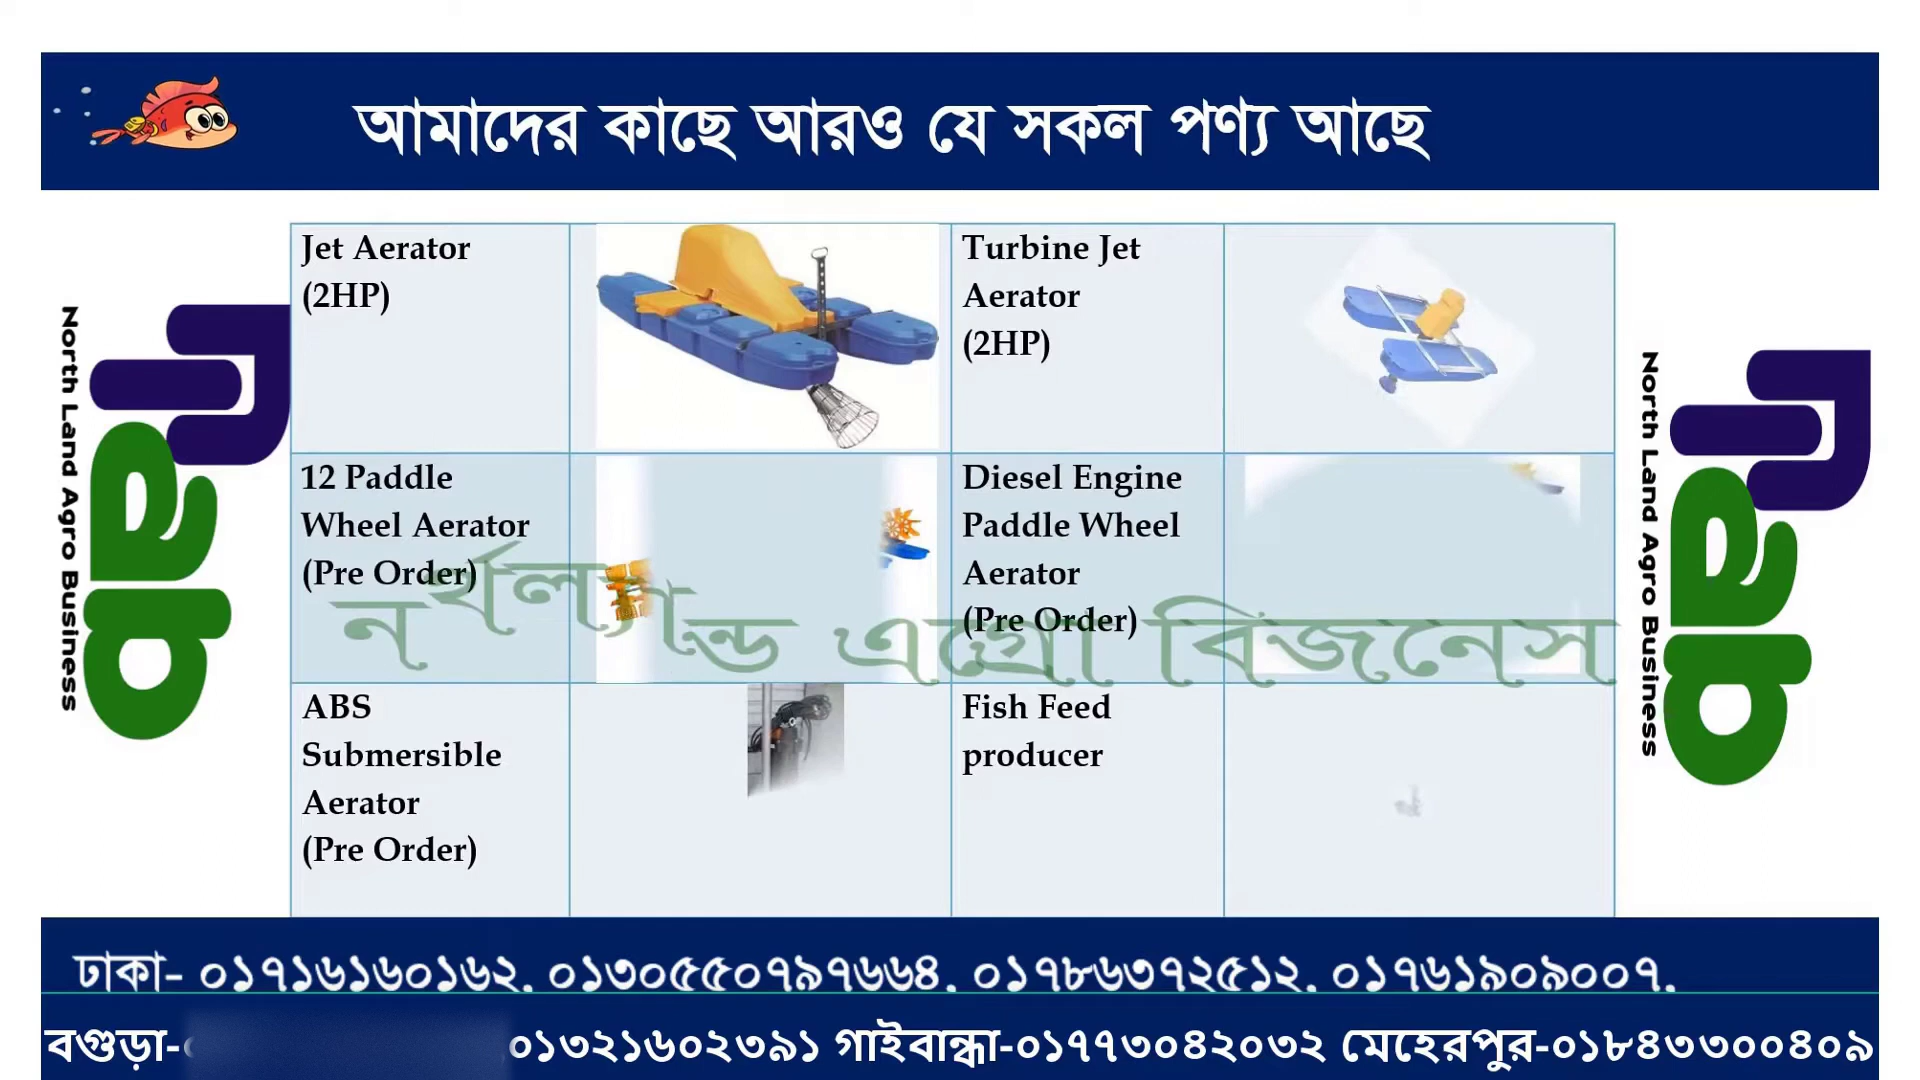 আমাদের কাছে আরও যে সকল পণ্য আছে
North Land Agro Business
nab
Jet Aerator
(2HP)
Turbine Jet
Aerator
(2HP)
12 Paddle
Wheel Aerator
(Pre Order)
Diesel Engine
Paddle Wheel
Aerator
(Pre Order)
নর্থল্যান্ড এগ্রো বিজনেস
ABS
Submersible
Aerator
(Pre Order)
Fish Feed
producer
North Land Agro Business
nab
ঢাকা- ০১৭১৬১৬০১৬২, ০১৩০৫৫০৭৯৭৬৬৪, ০১৭৮৬৩৭২৫১২, ০১৭৬১৯০৯০০৭,
বগুড়া- ০১৩২১৬০২৩৯১ গাইবান্ধা-০১৭৭৩০৪২০৩২ মেহেরপুর-০১৮৪৩৩০০৪০৯